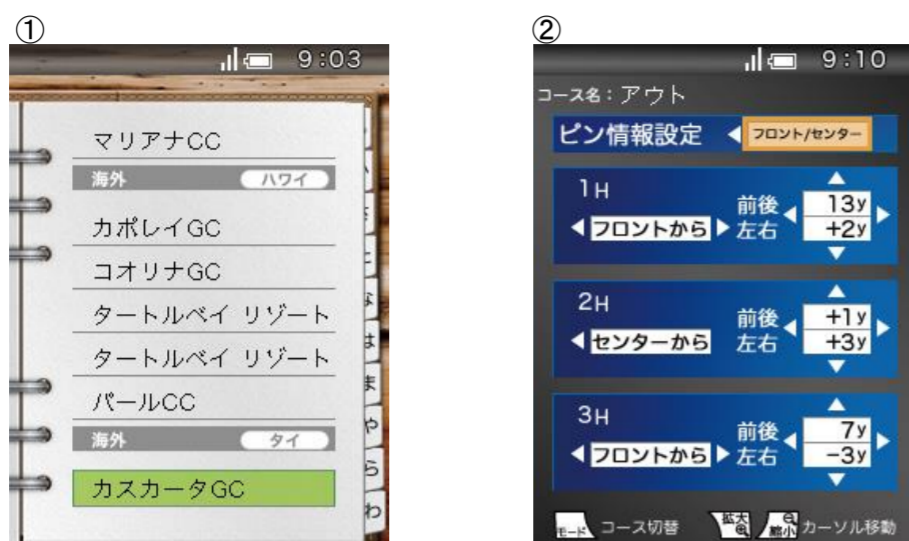 ①
9:03
マリアナCC
海外 ハワイ
カポレイGC
コオリナGC
タートルベイ リゾート
タートルベイ リゾート
パールCC
海外 タイ
カスカータGC
な
は
ま
や
ら
わ
②
9:10
コース名:アウト
ピン情報設定 フロント/センター
1H
フロントから
前後 13y
左右 +2y
2H
センターから
前後 +1y
左右 +3y
3H
フロントから
前後 7y
左右 -3y
モード コース切替 拡大 / 縮小 カーソル移動